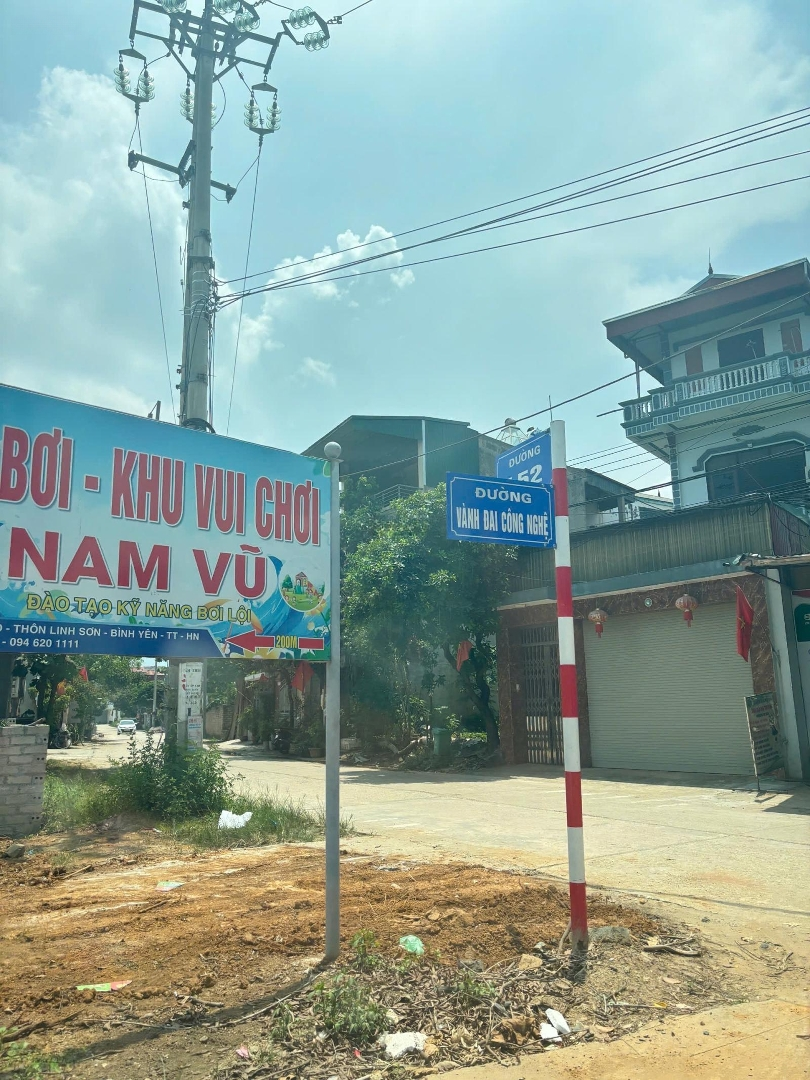 BƠI - KHU VUI CHƠI
NAM VŨ
ĐÀO TẠO KỸ NĂNG BƠI LỘI
- THÔN LINH SƠN - BÌNH YÊN - TT - HN
- 094 620 1111
200M
ĐƯỜNG
52
ĐƯỜNG
VÀNH ĐAI CÔNG NGHỆ